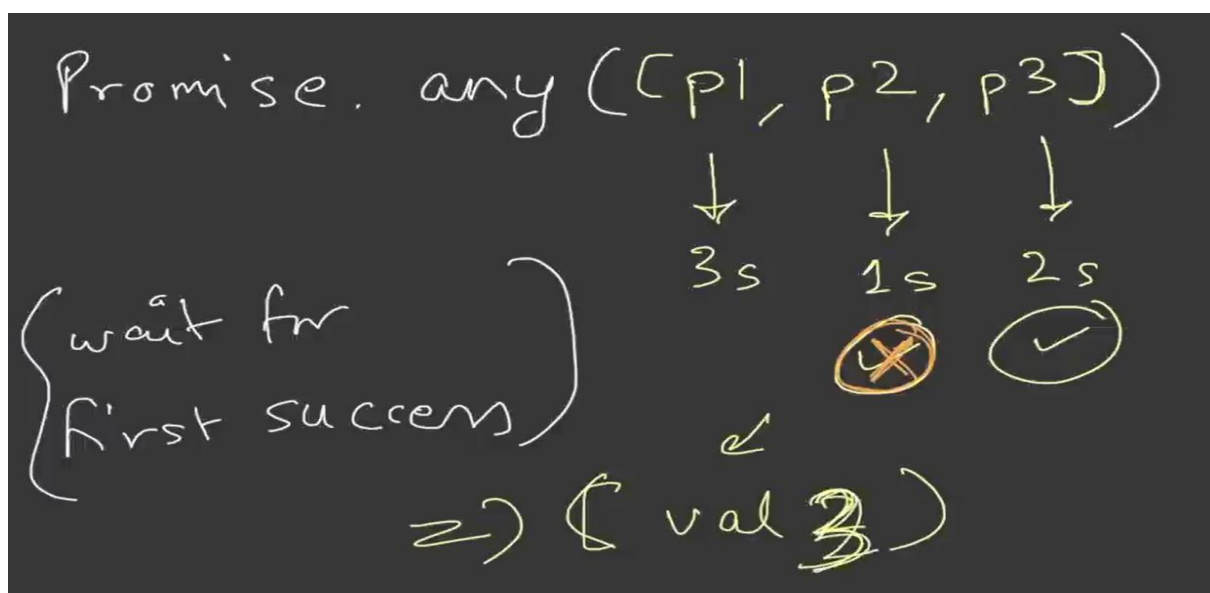 Promise. any ([p1, p2, p3])
3s 1s 2s
wait for
first success
=> ( val 3 )